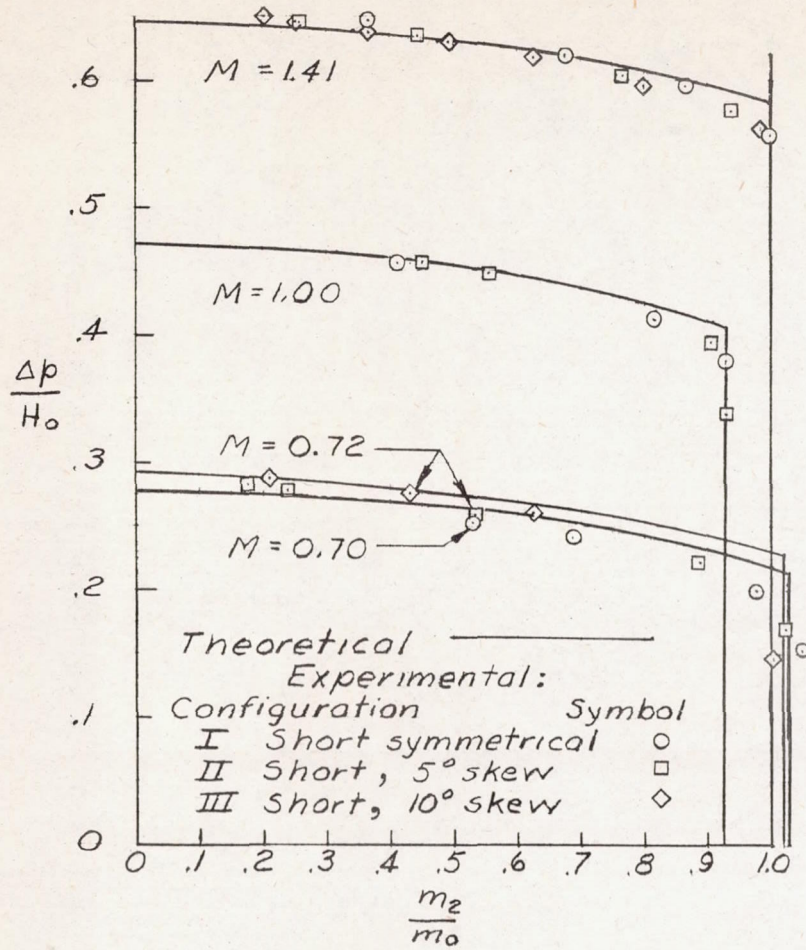 .6
M = 1.41
.5
M = 1.00
.4
Δp
H₀
.3
M = 0.72
M = 0.70
.2
Theoretical
Experimental:
.1
Configuration Symbol
I Short symmetrical
II Short, 5° skew
III Short, 10° skew
0
0 .1 .2 .3 .4 .5 .6 .7 .8 .9 1.0
m₂
m₀